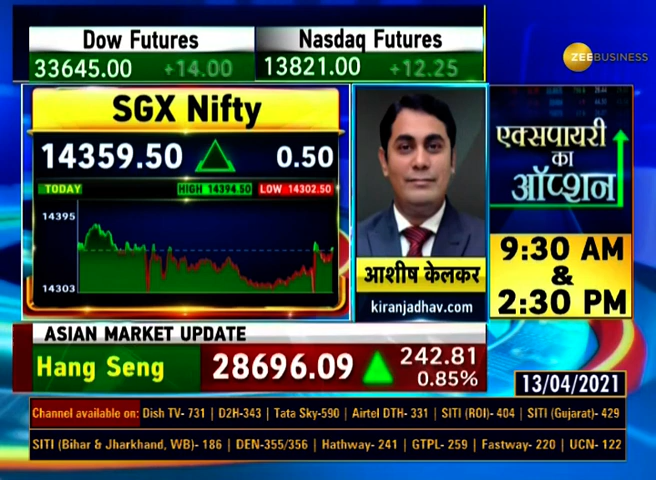 Dow Futures
33645.00 +14.00
Nasdaq Futures
13821.00 +12.25
ZEEBUSINESS
SGX Nifty
14359.50 0.50
TODAY HIGH 14394.50 LOW 14302.50
14395
14303
आशीष केलकर
kiranjadhav.com
एक्सपायरी
का
ऑप्शन
9:30 AM
&
2:30 PM
ASIAN MARKET UPDATE
Hang Seng 28696.09 242.81
0.85%
13/04/2021
Channel available on: Dish TV- 731 | D2H-343 | Tata Sky-590 | Airtel DTH- 331 | SITI (ROI)- 404 | SITI (Gujarat)- 429
SITI (Bihar & Jharkhand, WB)- 186 | DEN-355/356 | Hathway- 241 | GTPL- 259 | Fastway- 220 | UCN- 122